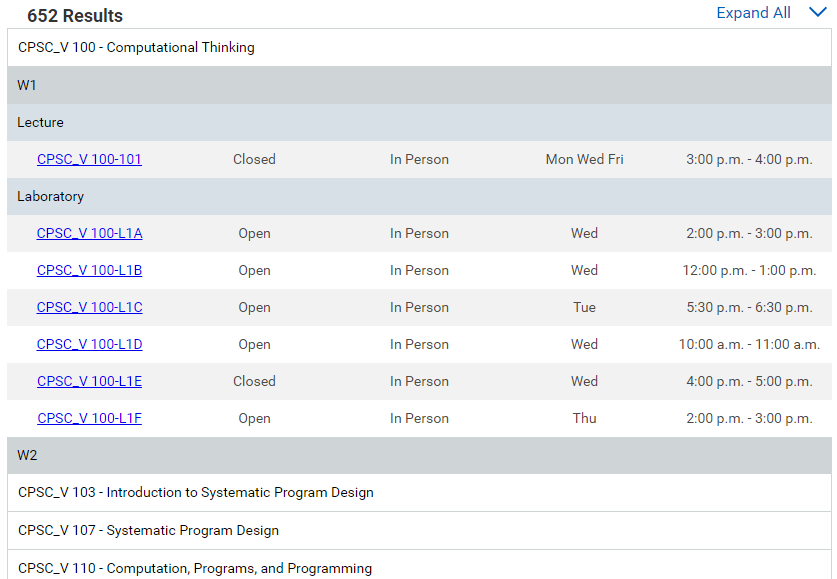 652 Results Expand All
CPSC_V 100 - Computational Thinking
W1
Lecture
CPSC_V 100-101 Closed In Person Mon Wed Fri 3:00 p.m. - 4:00 p.m.
Laboratory
CPSC_V 100-L1A Open In Person Wed 2:00 p.m. - 3:00 p.m.
CPSC_V 100-L1B Open In Person Wed 12:00 p.m. - 1:00 p.m.
CPSC_V 100-L1C Open In Person Tue 5:30 p.m. - 6:30 p.m.
CPSC_V 100-L1D Open In Person Wed 10:00 a.m. - 11:00 a.m.
CPSC_V 100-L1E Closed In Person Wed 4:00 p.m. - 5:00 p.m.
CPSC_V 100-L1F Open In Person Thu 2:00 p.m. - 3:00 p.m.
W2
CPSC_V 103 - Introduction to Systematic Program Design
CPSC_V 107 - Systematic Program Design
CPSC_V 110 - Computation, Programs, and Programming